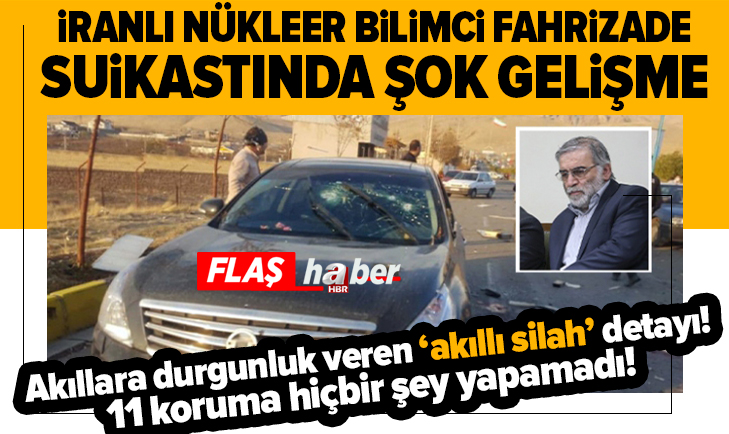 İRANLI NÜKLEER BİLİMCİ FAHRİZADE
SUİKASTINDA ŞOK GELİŞME
FLAŞ haber
HBR
Akıllara durgunluk veren ‘akıllı silah’ detayı!
11 koruma hiçbir şey yapamadı!